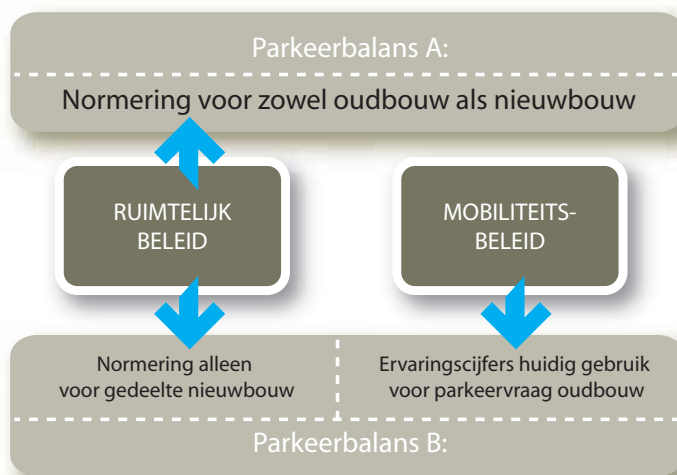 Parkeerbalans A:
Normering voor zowel oudbouw als nieuwbouw
RUIMTELIJK
BELEID
MOBILITEITS-
BELEID
Normering alleen
voor gedeelte nieuwbouw
Ervaringscijfers huidig gebruik
voor parkeervraag oudbouw
Parkeerbalans B: